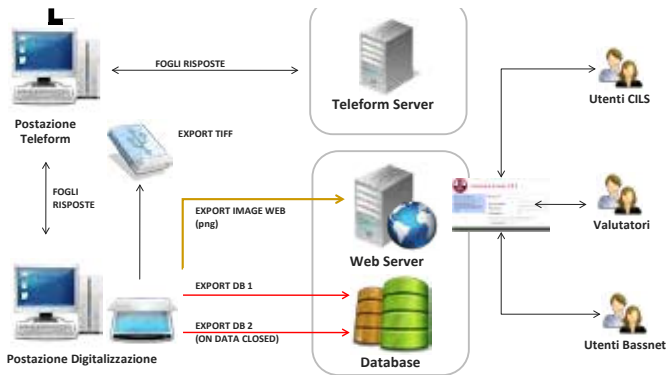 FOGLI RISPOSTE
Teleform Server
Utenti CILS
Postazione
Teleform
EXPORT TIFF
FOGLI
RISPOSTE
EXPORT IMAGE WEB
(png)
Valutatori
Web Server
EXPORT DB 1
EXPORT DB 2
(ON DATA CLOSED)
Postazione Digitalizzazione
Database
Utenti Bassnet